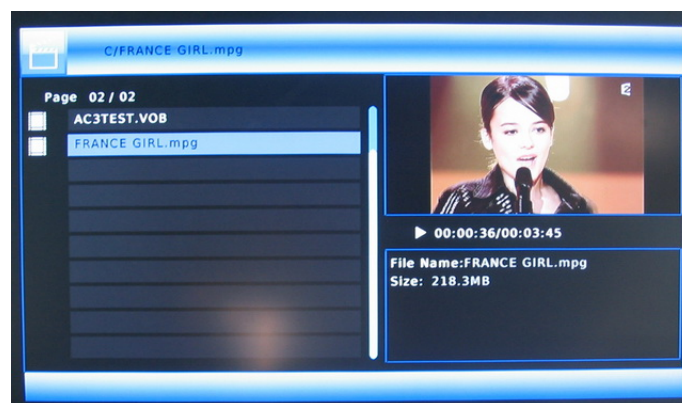 C/FRANCE GIRL.mpg
Page 02/02
AC3TEST.VOB
FRANCE GIRL.mpg
2
00:00:36/00:03:45
File Name:FRANCE GIRL.mpg
Size: 218.3MB